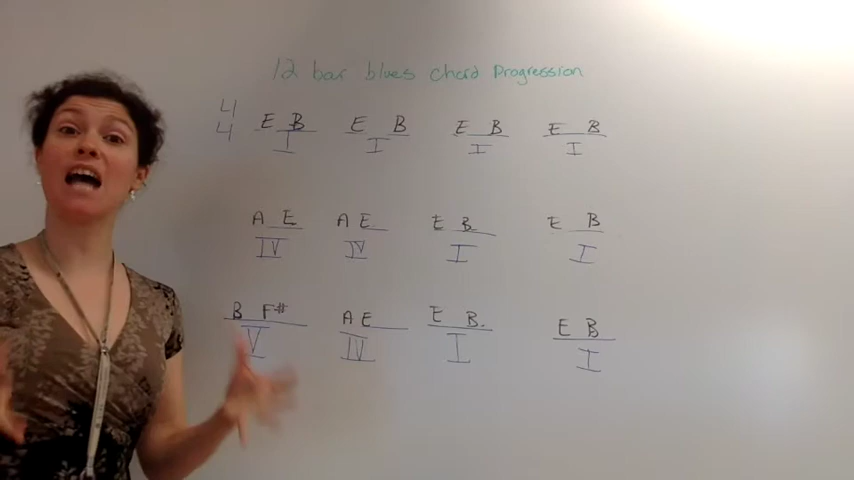 12 bar blues chord progression
4
4
E B E B E B E B
I I I I
A E A E E B E B
IV IV I I
B F# A E E B E B
V IV I I